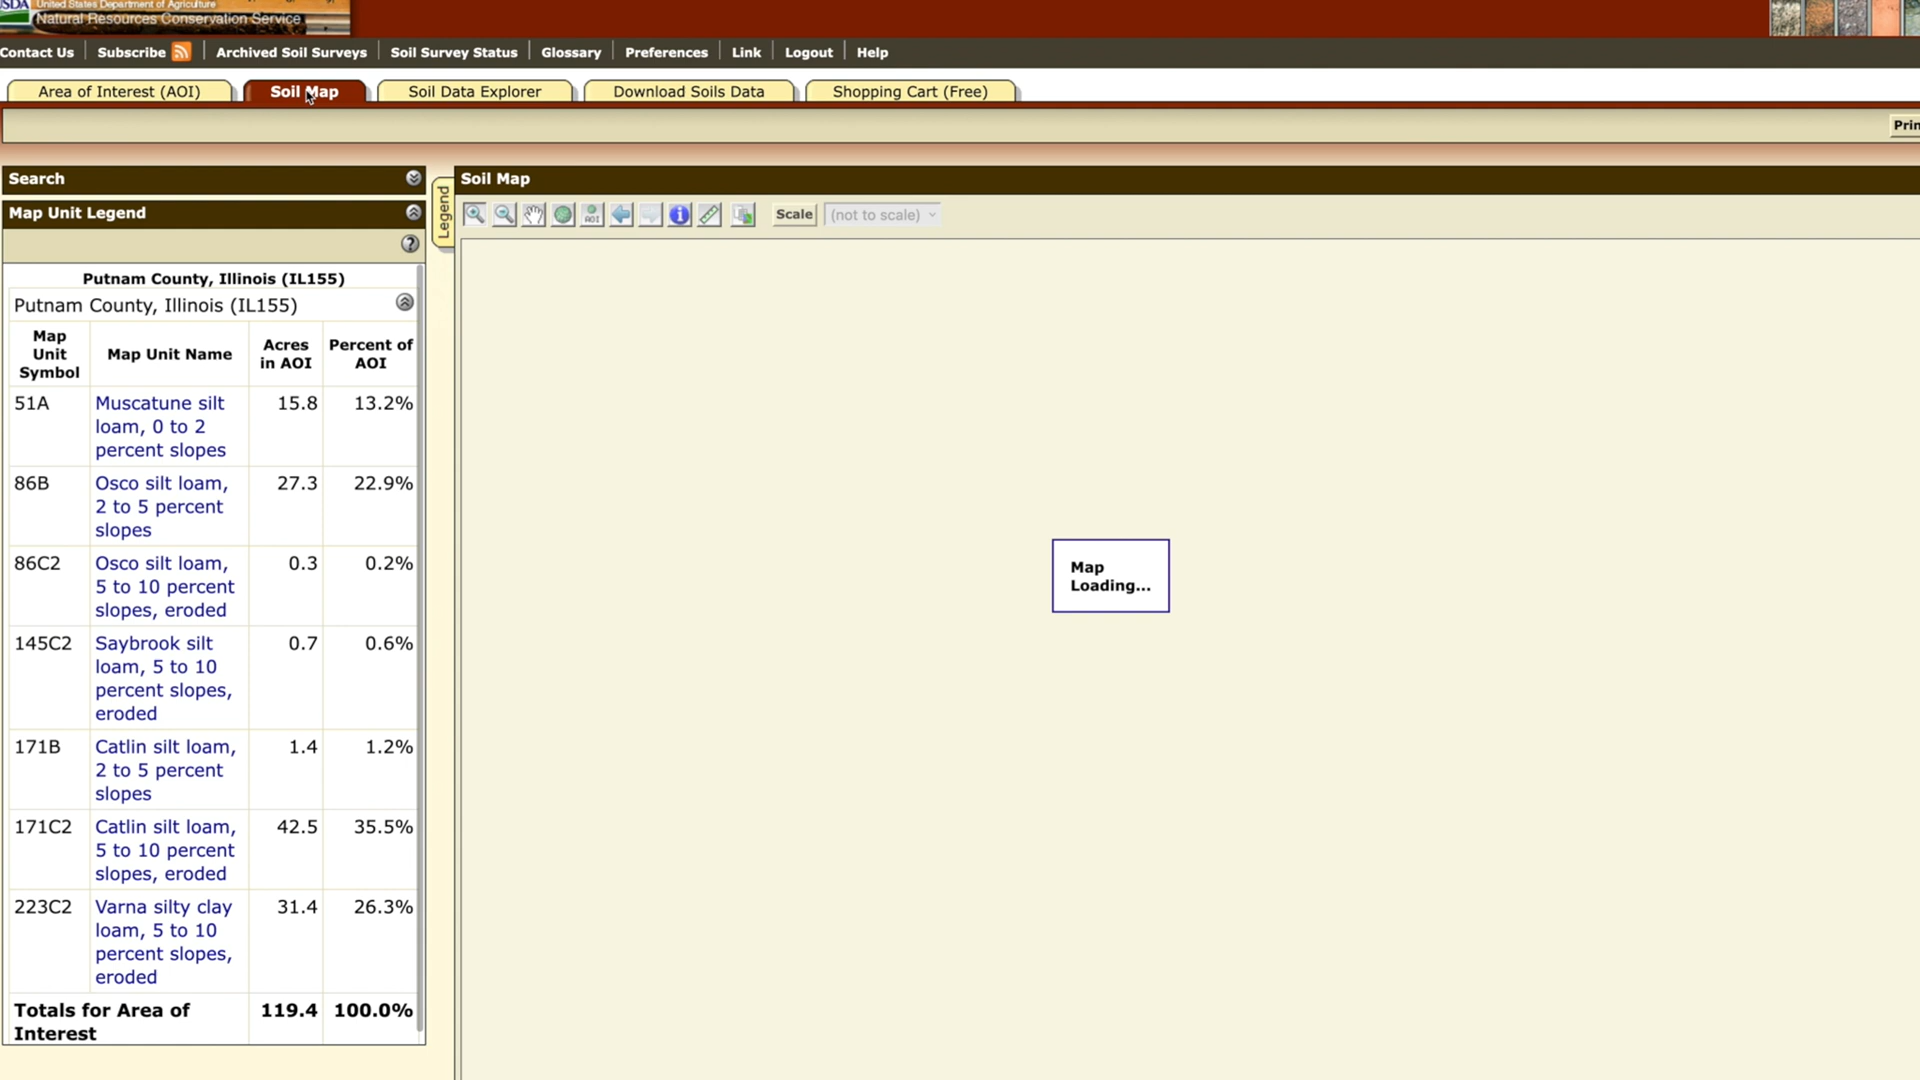 USDA United States Department of Agriculture
Natural Resources Conservation Service
Contact Us Subscribe Archived Soil Surveys Soil Survey Status Glossary Preferences Link Logout Help
Area of Interest (AOI) Soil Map Soil Data Explorer Download Soils Data Shopping Cart (Free)
Prin
Search
Map Unit Legend
Putnam County, Illinois (IL155)
Putnam County, Illinois (IL155)
Map Unit Symbol Map Unit Name Acres in AOI Percent of AOI
51A Muscatune silt 15.8 13.2%
loam, 0 to 2
percent slopes
86B Osco silt loam, 27.3 22.9%
2 to 5 percent
slopes
86C2 Osco silt loam, 0.3 0.2%
5 to 10 percent
slopes, eroded
145C2 Saybrook silt 0.7 0.6%
loam, 5 to 10
percent slopes,
eroded
171B Catlin silt loam, 1.4 1.2%
2 to 5 percent
slopes
171C2 Catlin silt loam, 42.5 35.5%
5 to 10 percent
slopes, eroded
223C2 Varna silty clay 31.4 26.3%
loam, 5 to 10
percent slopes,
eroded
Totals for Area of 119.4 100.0%
Interest
Legend
Soil Map
AOI Scale (not to scale)
Map
Loading...